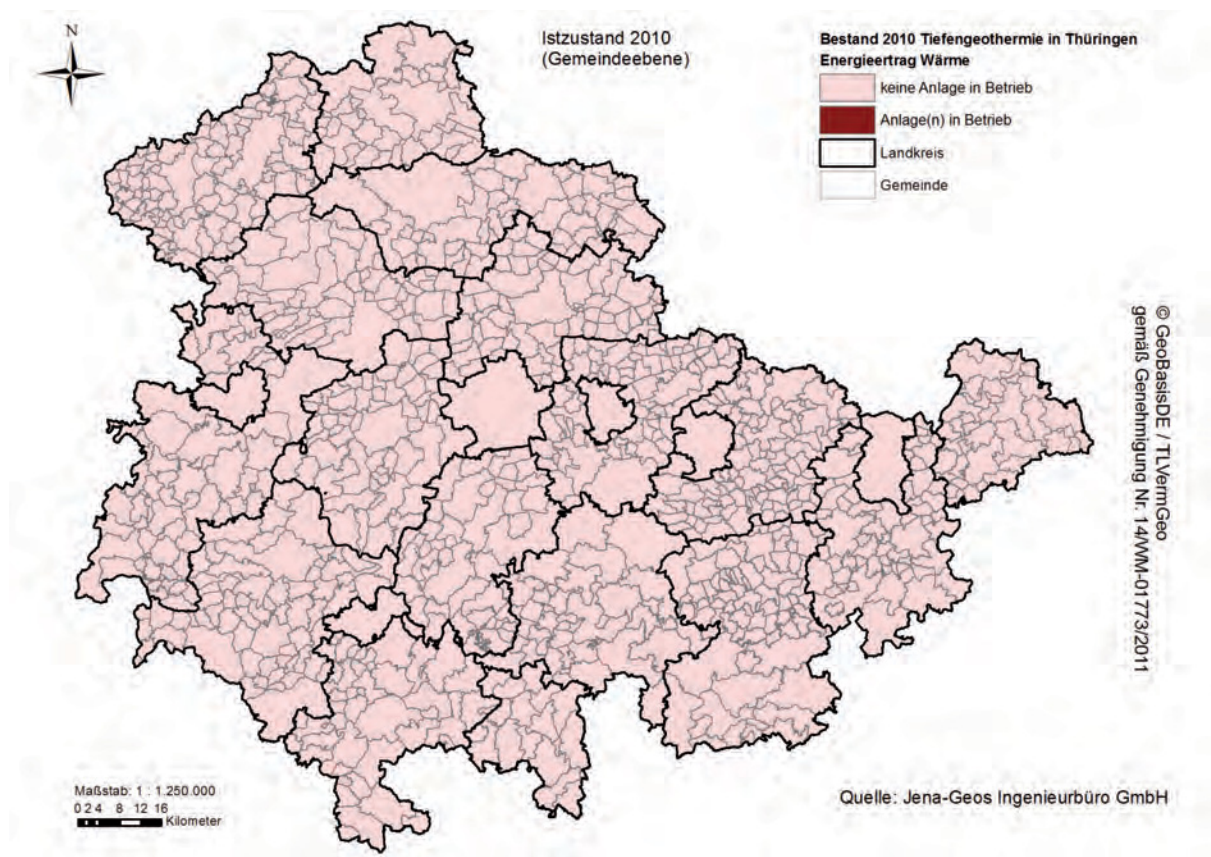 N
Istzustand 2010
(Gemeindeebene)
Bestand 2010 Tiefengeothermie in Thüringen
Energieertrag Wärme
keine Anlage in Betrieb
Anlage(n) in Betrieb
Landkreis
Gemeinde
© GeoBasisDE / TLVermGeo
gemäß Genehmigung Nr. 14/MM-01773/2011
Maßstab: 1 : 1.250.000
0 2 4 8 12 16
Kilometer
Quelle: Jena-Geos Ingenieurbüro GmbH